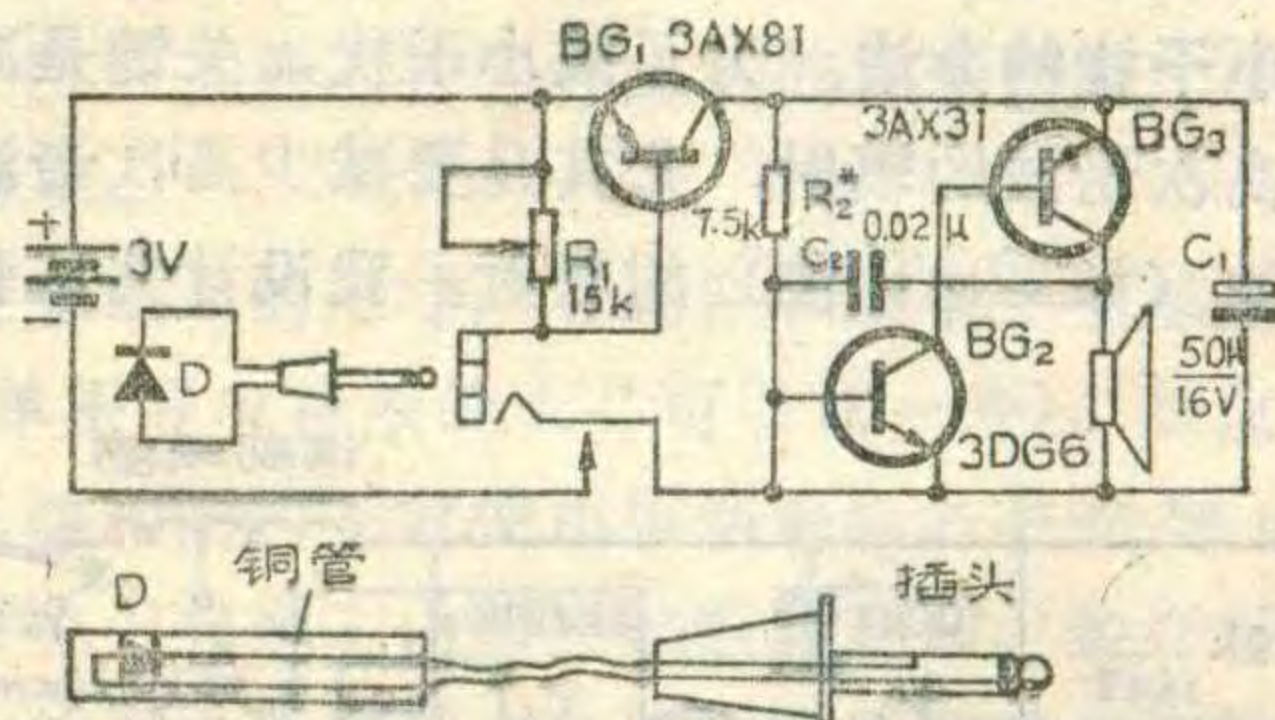 BG₁ 3AX81
3AX31
BG₃
+
3V
−
R₁
15k
7.5k
R₂*
0.02μ
C₂
C₁
50μ
16V
D
BG₂
3DG6
D
铜管
插头